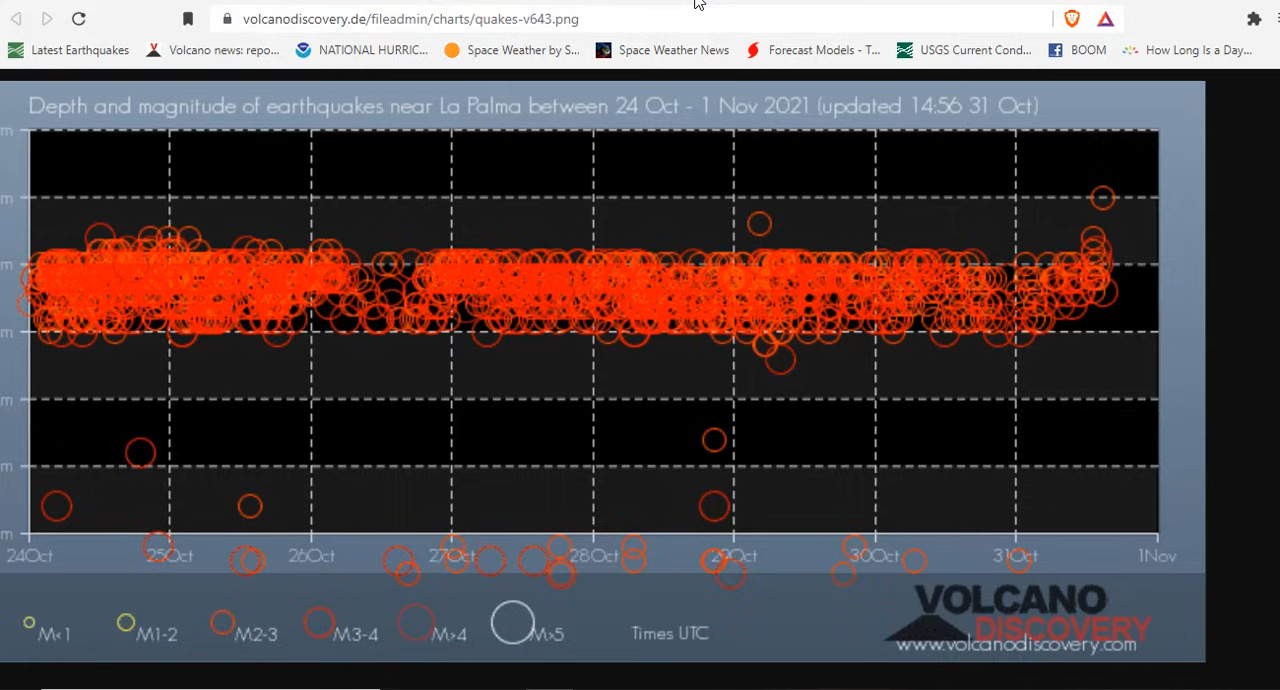 volcanodiscovery.de/fileadmin/charts/quakes-v643.png
Latest Earthquakes Volcano news: repo... NATIONAL HURRIC... Space Weather by S... Space Weather News Forecast Models - T... USGS Current Cond... BOOM How Long Is a Day...
Depth and magnitude of earthquakes near La Palma between 24 Oct - 1 Nov 2021 (updated 14:56 31 Oct)
m
m
m
m
m
m
m
24Oct 25Oct 26Oct 27Oct 28Oct 29Oct 30Oct 31Oct 1Nov
M<1 M1-2 M2-3 M3-4 M>4 M>5 Times UTC
VOLCANO
DISCOVERY
www.volcanodiscovery.com